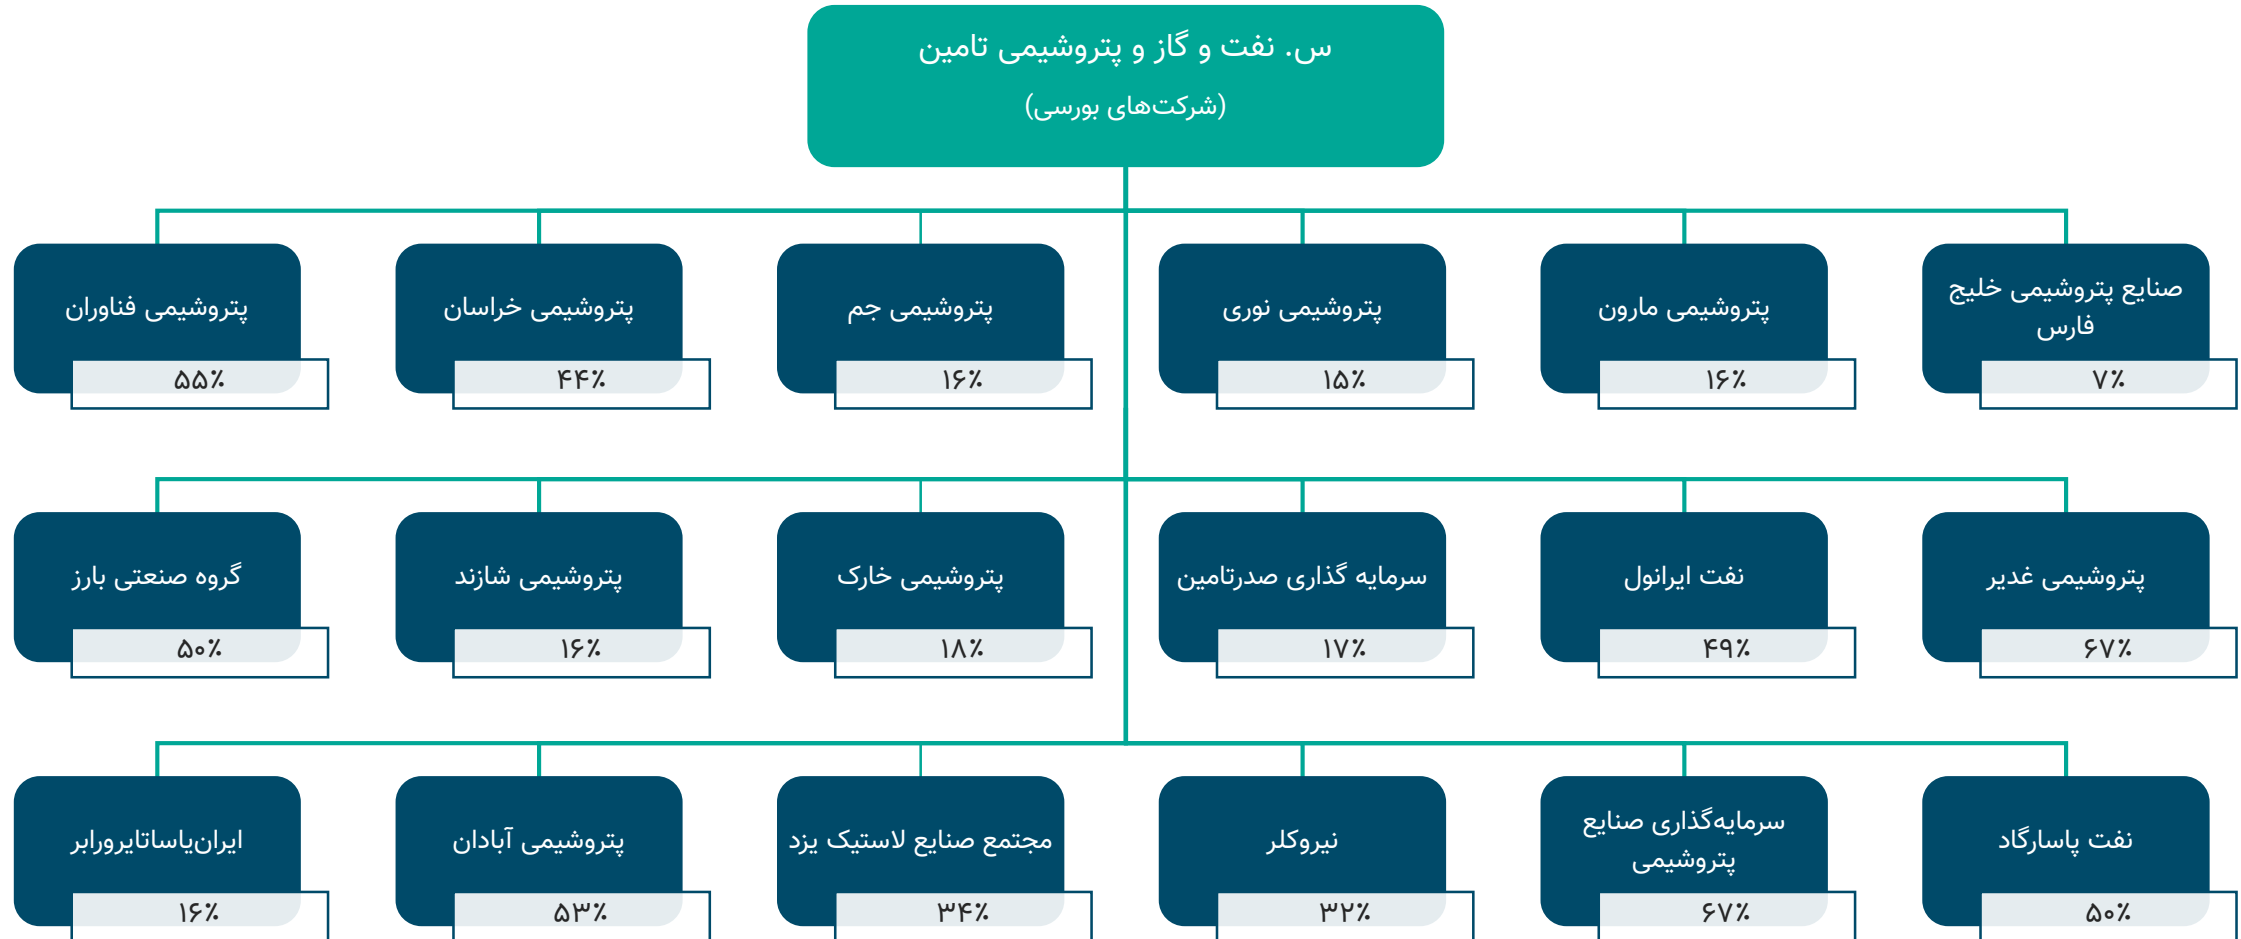 س. نفت و گاز و پتروشیمی تامین
(شرکت‌های بورسی)
صنایع پتروشیمی خلیج
فارس
۷٪
پتروشیمی مارون
۱۶٪
پتروشیمی نوری
۱۵٪
پتروشیمی جم
۱۶٪
پتروشیمی خراسان
۴۴٪
پتروشیمی فناوران
۵۵٪
پتروشیمی غدیر
۶۷٪
نفت ایرانول
۴۹٪
سرمایه گذاری صدرتامین
۱۷٪
پتروشیمی خارک
۱۸٪
پتروشیمی شازند
۱۶٪
گروه صنعتی بارز
۵۰٪
نفت پاسارگاد
۵۰٪
سرمایه‌گذاری صنایع
پتروشیمی
۶۷٪
نیروکلر
۳۲٪
مجتمع صنایع لاستیک یزد
۳۴٪
پتروشیمی آبادان
۵۳٪
ایران‌یاساتایرورابر
۱۶٪